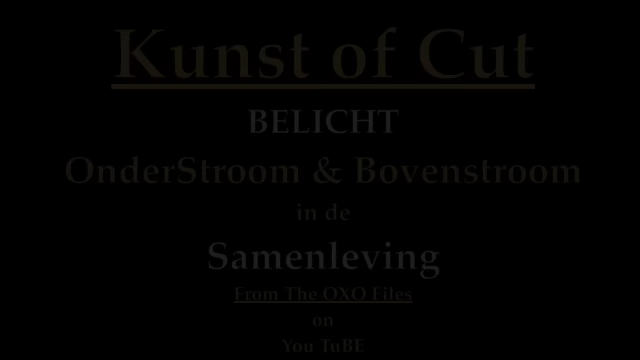 Kunst of Cut
BELICHT
OnderStroom & Bovenstroom
in de
Samenleving
From The OXO Files
on
You TuBE